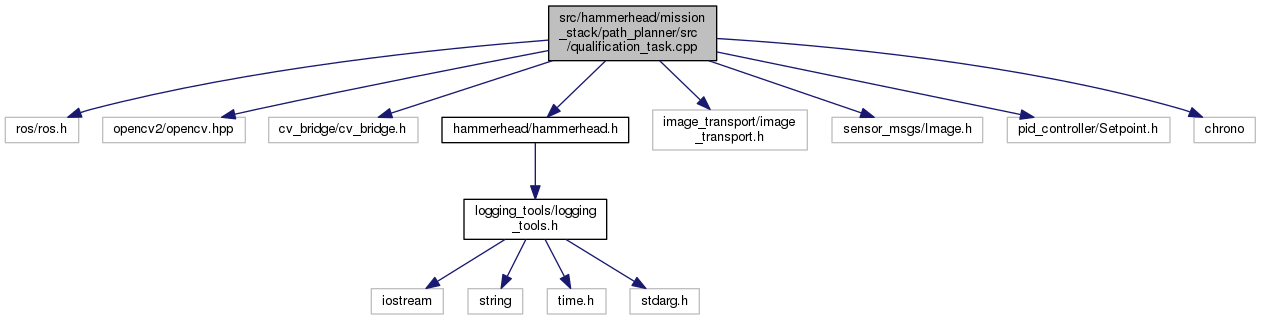 src/hammerhead/mission
_stack/path_planner/src
/qualification_task.cpp
ros/ros.h
opencv2/opencv.hpp
cv_bridge/cv_bridge.h
hammerhead/hammerhead.h
image_transport/image
_transport.h
sensor_msgs/Image.h
pid_controller/Setpoint.h
chrono
logging_tools/logging
_tools.h
iostream
string
time.h
stdarg.h